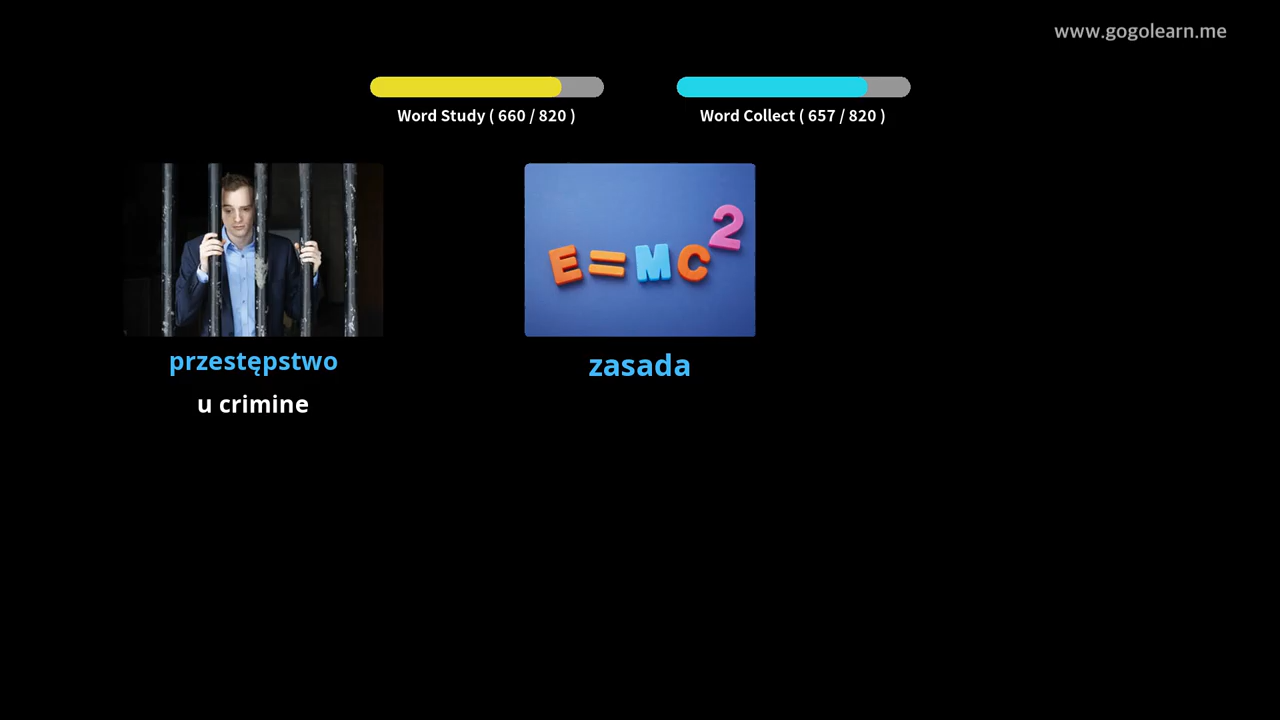 www.gogolearn.me
Word Study ( 660 / 820 )
Word Collect ( 657 / 820 )
E=MC2
przestępstwo
zasada
u crimine